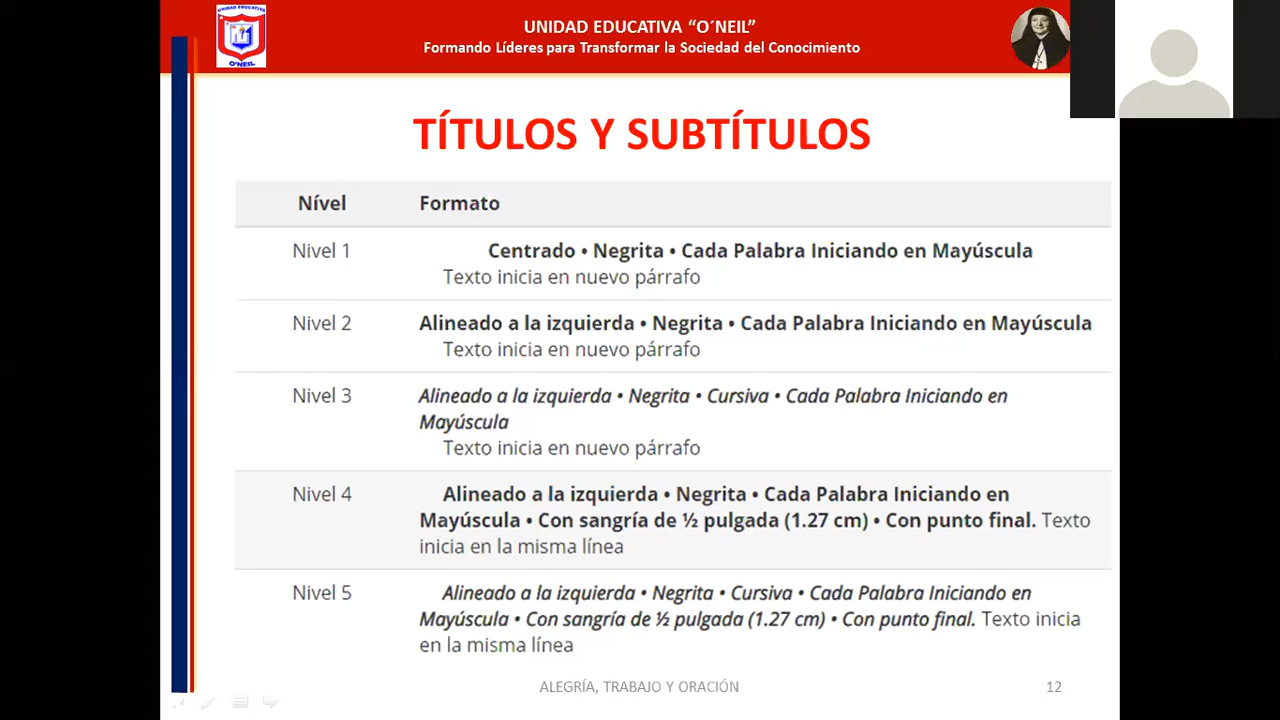 UNIDAD EDUCATIVA
O´NEIL
UNIDAD EDUCATIVA “O´NEIL”
Formando Líderes para Transformar la Sociedad del Conocimiento
TÍTULOS Y SUBTÍTULOS
Nível Formato
Nivel 1 Centrado • Negrita • Cada Palabra Iniciando en Mayúscula
Texto inicia en nuevo párrafo
Nivel 2 Alineado a la izquierda • Negrita • Cada Palabra Iniciando en Mayúscula
Texto inicia en nuevo párrafo
Nivel 3 Alineado a la izquierda • Negrita • Cursiva • Cada Palabra Iniciando en
Mayúscula
Texto inicia en nuevo párrafo
Nivel 4 Alineado a la izquierda • Negrita • Cada Palabra Iniciando en
Mayúscula • Con sangría de ½ pulgada (1.27 cm) • Con punto final. Texto
inicia en la misma línea
Nivel 5 Alineado a la izquierda • Negrita • Cursiva • Cada Palabra Iniciando en
Mayúscula • Con sangría de ½ pulgada (1.27 cm) • Con punto final. Texto inicia
en la misma línea
ALEGRÍA, TRABAJO Y ORACIÓN 12